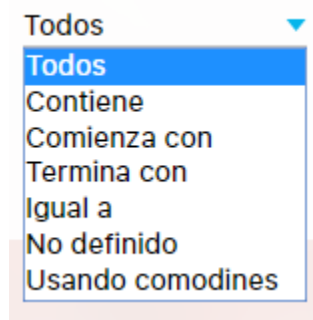 Todos
Todos
Contiene
Comienza con
Termina con
Igual a
No definido
Usando comodines